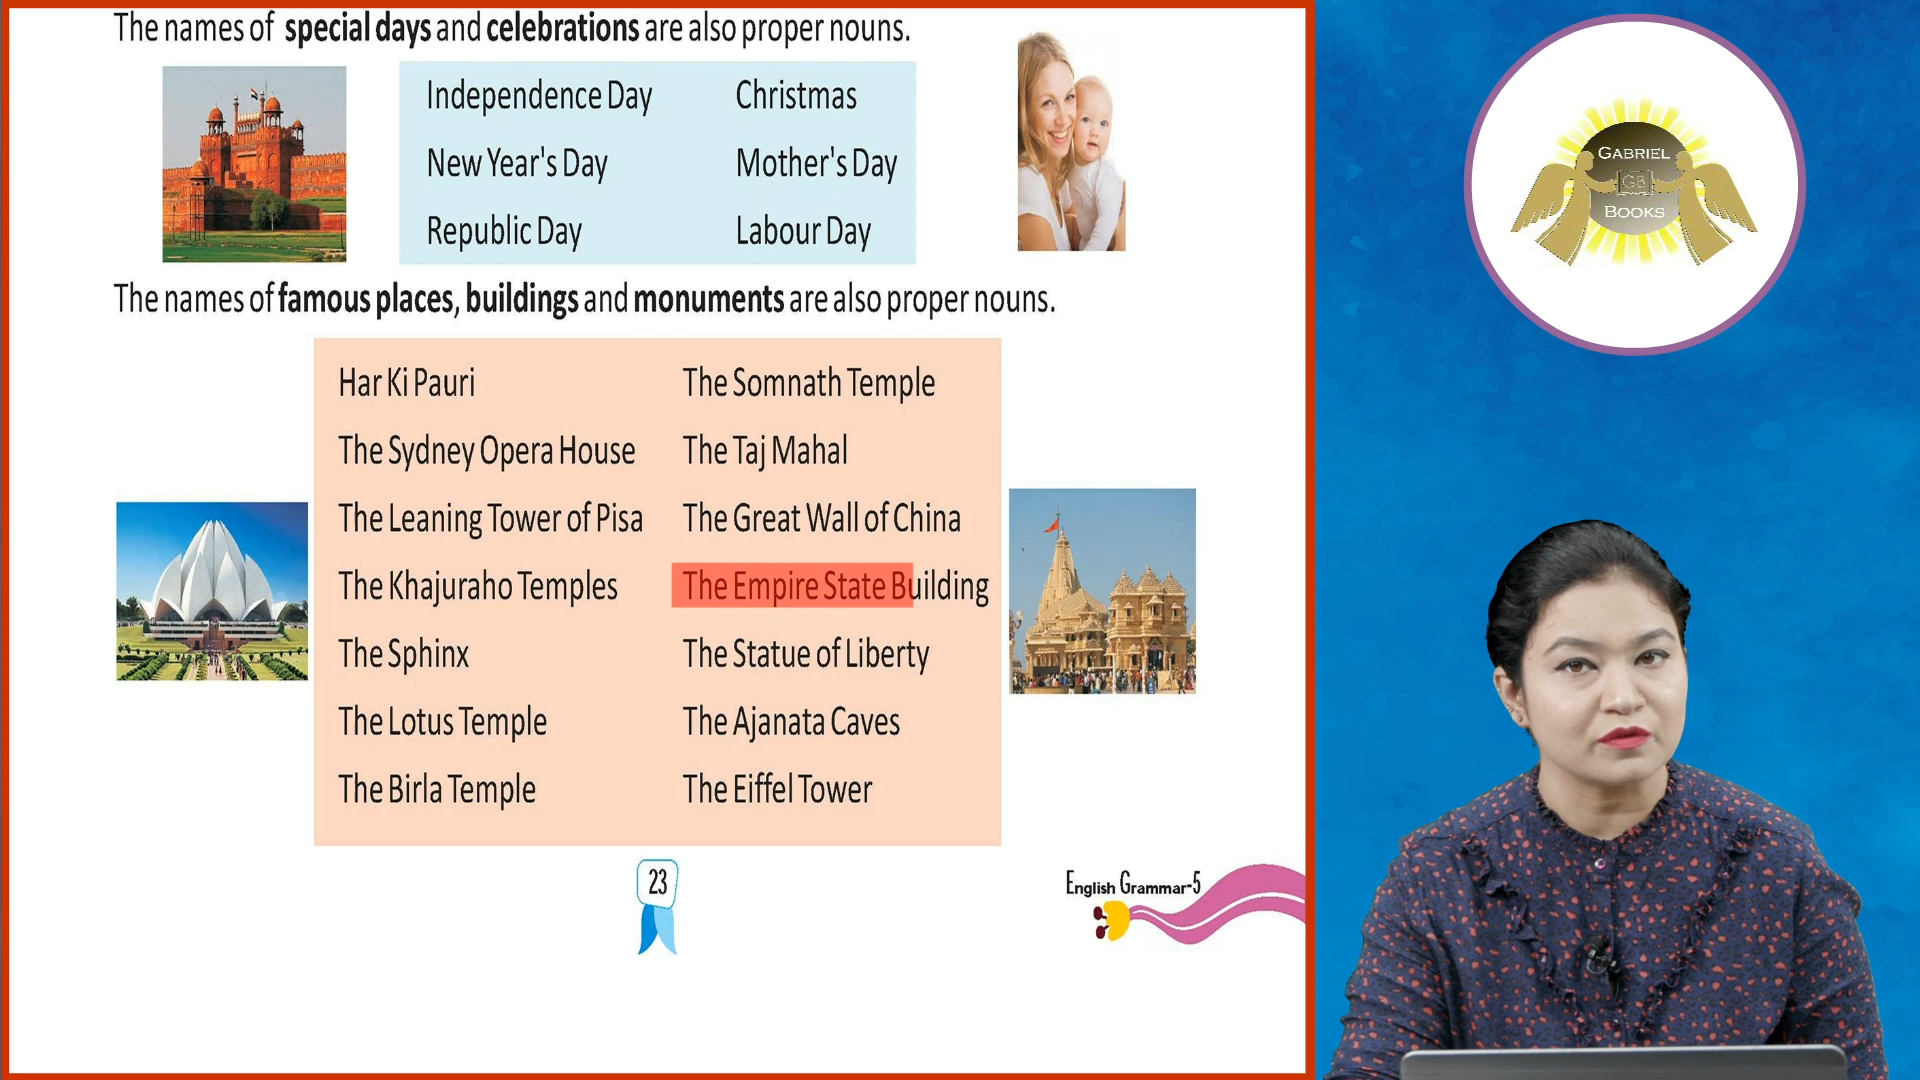 The names of special days and celebrations are also proper nouns.
Independence Day Christmas
New Year's Day Mother's Day
Republic Day Labour Day
The names of famous places, buildings and monuments are also proper nouns.
Har Ki Pauri The Somnath Temple
The Sydney Opera House The Taj Mahal
The Leaning Tower of Pisa The Great Wall of China
The Khajuraho Temples The Empire State Building
The Sphinx The Statue of Liberty
The Lotus Temple The Ajanata Caves
The Birla Temple The Eiffel Tower
23
English Grammar-5
GABRIEL
GB
BOOKS